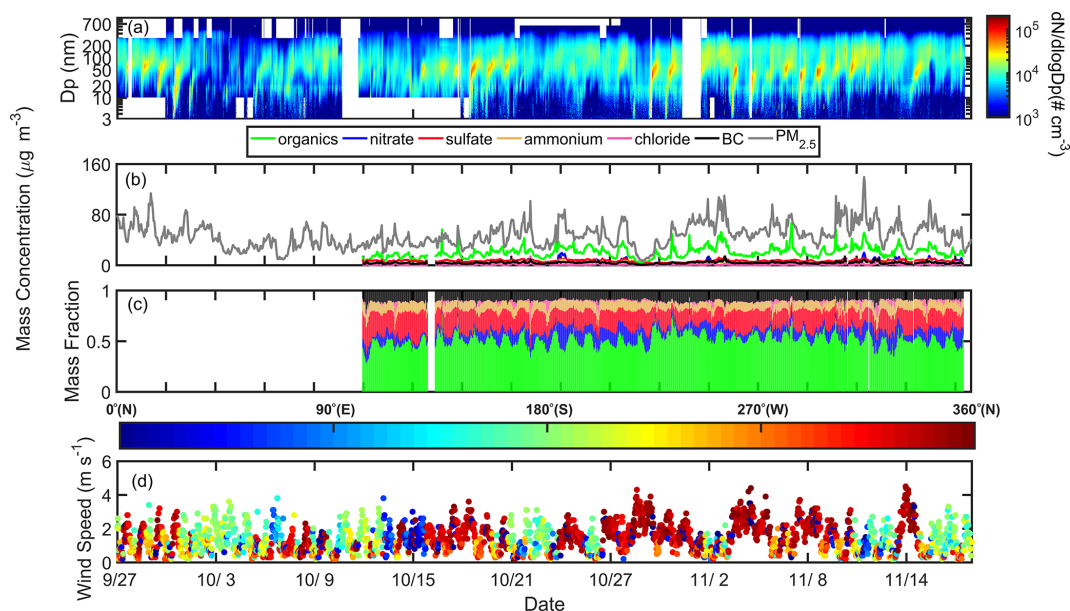 (a)
700
200
100
50
20
10
3
Dp (nm)
10⁵
10⁴
10³
dN/dlogDp(# cm⁻³)
organics nitrate sulfate ammonium chloride BC PM₂.₅
(b)
160
80
0
Mass Concentration (μg m⁻³)
(c)
1
0.5
0
Mass Fraction
0°(N) 90°(E) 180°(S) 270°(W) 360°(N)
(d)
6
4
2
0
Wind Speed (m s⁻¹)
9/27 10/ 3 10/ 9 10/15 10/21 10/27 11/ 2 11/ 8 11/14
Date